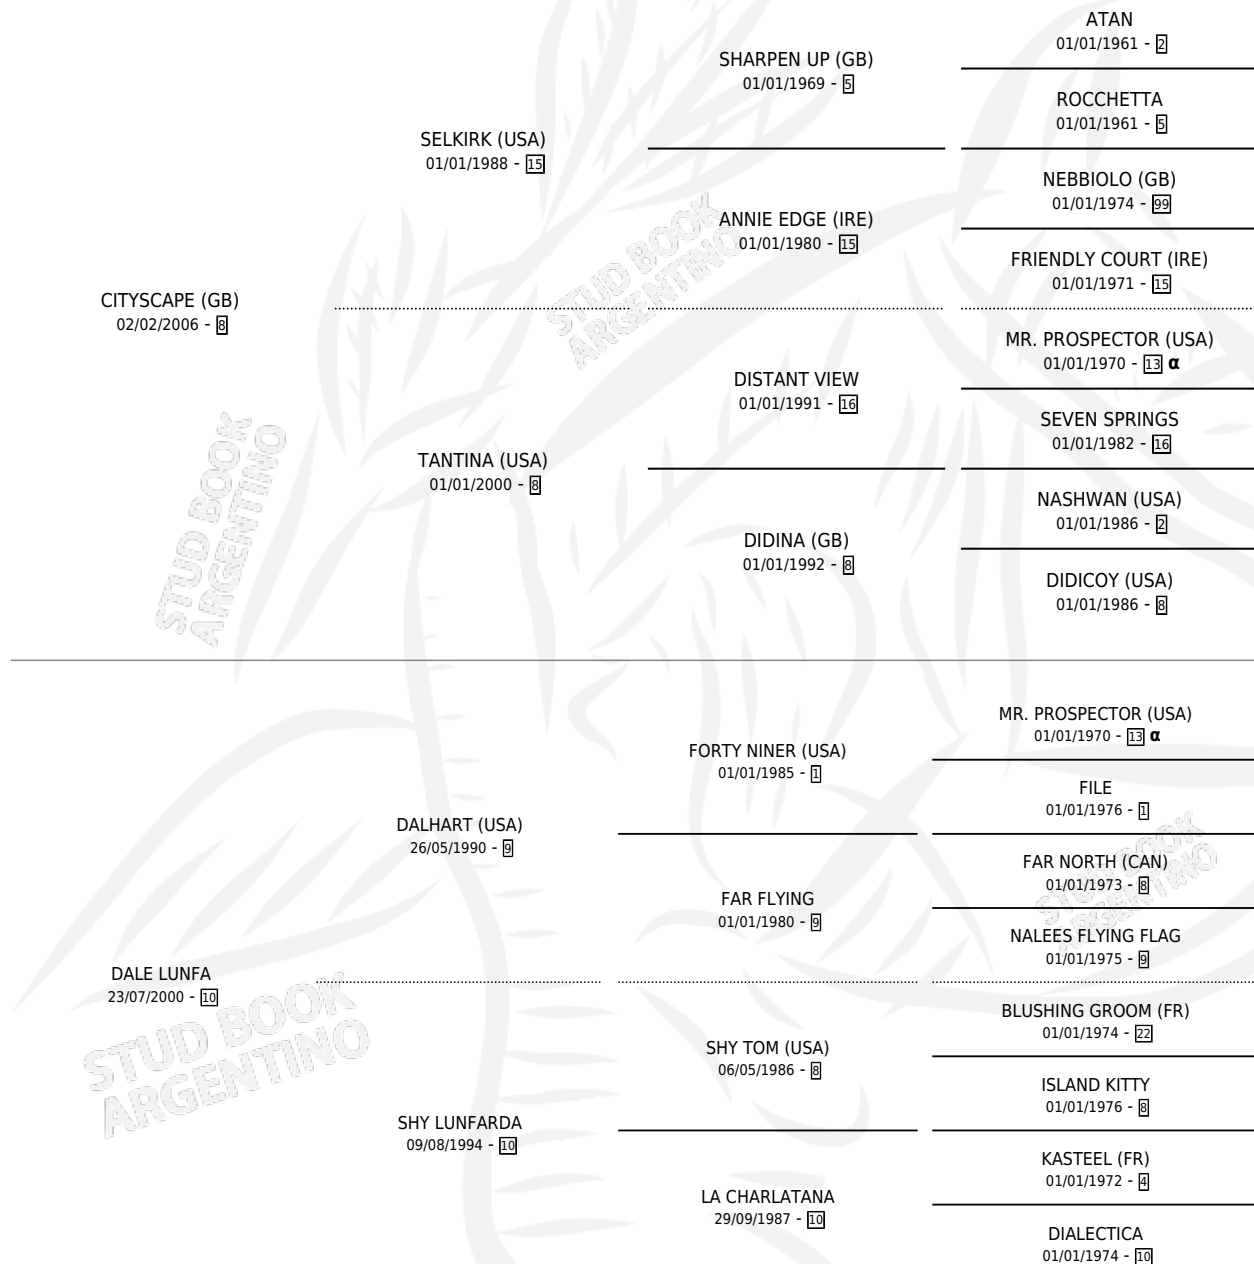 ATAN
01/01/1961 - 2
SHARPEN UP (GB)
01/01/1969 - 5
ROCCHETTA
01/01/1961 - 5
SELKIRK (USA)
01/01/1988 - 15
NEBBIOLO (GB)
01/01/1974 - 99
ANNIE EDGE (IRE)
01/01/1980 - 15
FRIENDLY COURT (IRE)
01/01/1971 - 15
STUD BOOK
ARGENTINO
CITYSCAPE (GB)
02/02/2006 - 8
MR. PROSPECTOR (USA)
01/01/1970 - 13 α
DISTANT VIEW
01/01/1991 - 16
SEVEN SPRINGS
01/01/1982 - 16
TANTINA (USA)
01/01/2000 - 8
NASHWAN (USA)
01/01/1986 - 2
DIDINA (GB)
01/01/1992 - 8
DIDICOY (USA)
01/01/1986 - 8
STUD BOOK
ARGENTINO
MR. PROSPECTOR (USA)
01/01/1970 - 13 α
FORTY NINER (USA)
01/01/1985 - 1
FILE
01/01/1976 - 1
DALHART (USA)
26/05/1990 - 9
FAR NORTH (CAN)
01/01/1973 - 8
STUD BOOK
ARGENTINO
FAR FLYING
01/01/1980 - 9
NALEES FLYING FLAG
01/01/1975 - 9
DALE LUNFA
23/07/2000 - 10
BLUSHING GROOM (FR)
01/01/1974 - 22
STUD BOOK
ARGENTINO
SHY TOM (USA)
06/05/1986 - 8
ISLAND KITTY
01/01/1976 - 8
SHY LUNFARDA
09/08/1994 - 10
KASTEEL (FR)
01/01/1972 - 4
LA CHARLATANA
29/09/1987 - 10
DIALECTICA
01/01/1974 - 10